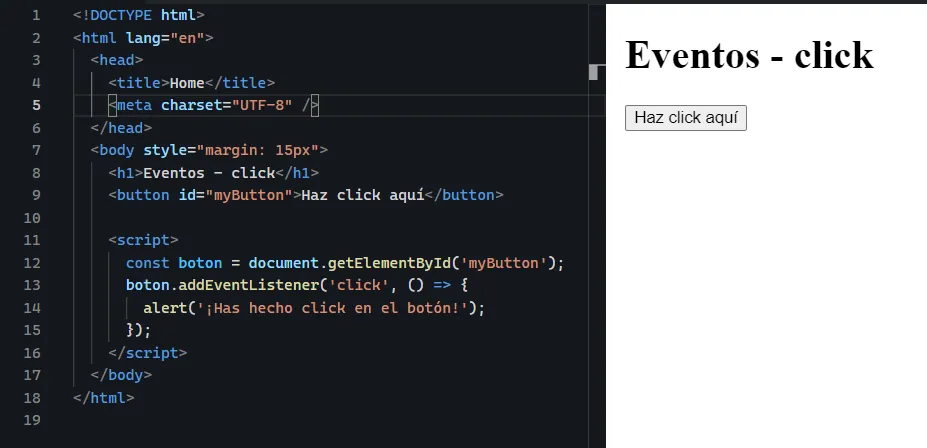 1 <!DOCTYPE html>
2 <html lang="en">
3 <head>
4 <title>Home</title>
5 <meta charset="UTF-8" />
6 </head>
7 <body style="margin: 15px">
8 <h1>Eventos - click</h1>
9 <button id="myButton">Haz click aquí</button>
10
11 <script>
12 const boton = document.getElementById('myButton');
13 boton.addEventListener('click', () => {
14 alert('¡Has hecho click en el botón!');
15 });
16 </script>
17 </body>
18 </html>
19
Eventos - click
Haz click aquí